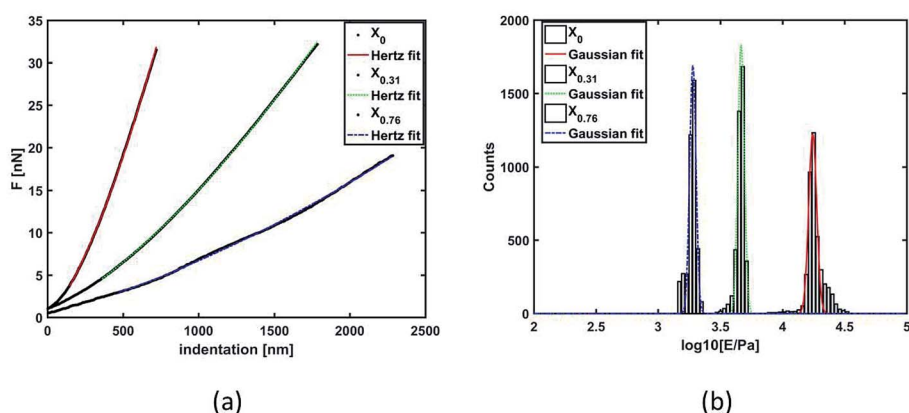 35
30
25
20
15
10
5
0
F [nN]
0 500 1000 1500 2000 2500
indentation [nm]
X0
Hertz fit
X0.31
Hertz fit
X0.76
Hertz fit
(a)
2000
1500
1000
500
0
Counts
2 2.5 3 3.5 4 4.5 5
log10[E/Pa]
X0
Gaussian fit
X0.31
Gaussian fit
X0.76
Gaussian fit
(b)